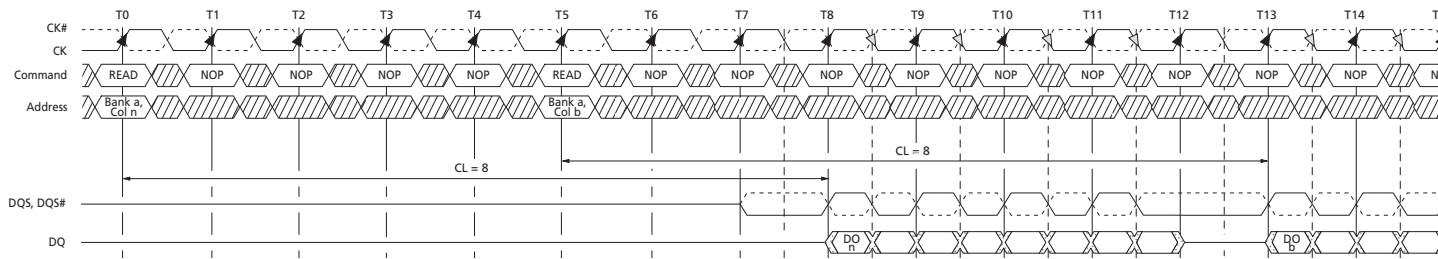 T0 T1 T2 T3 T4 T5 T6 T7 T8 T9 T10 T11 T12 T13 T14 T
CK#
CK
Command READ NOP NOP NOP NOP READ NOP NOP NOP NOP NOP NOP NOP NOP NOP N
Address Bank a, Col n Bank a, Col b
CL = 8
CL = 8
DQS, DQS#
DQ DO n DO b